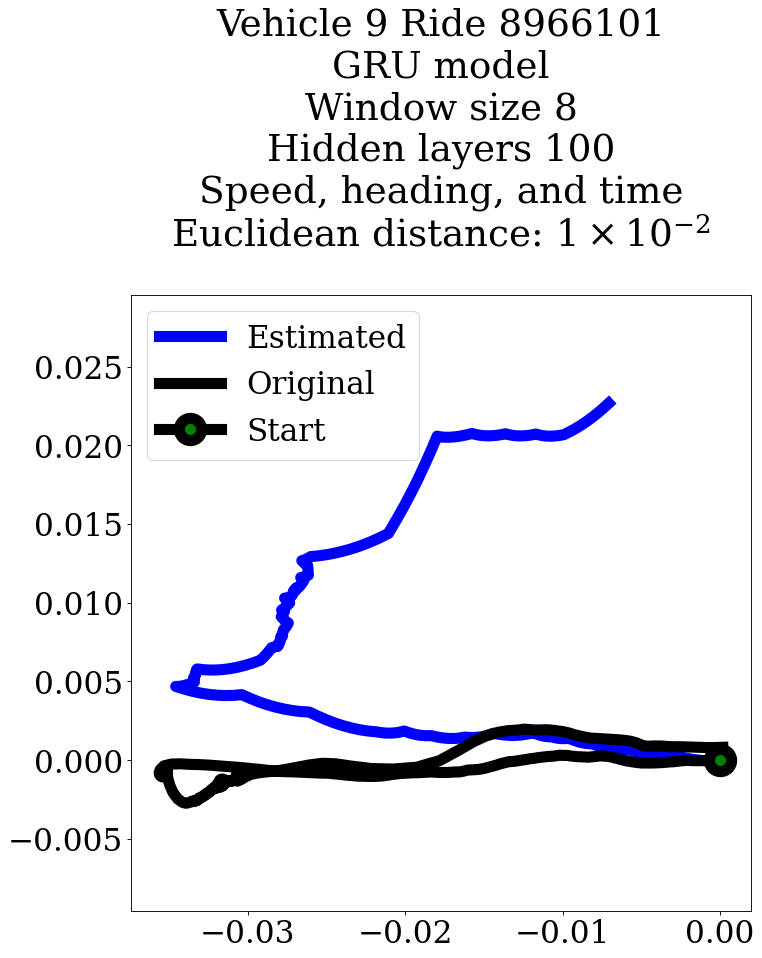 Vehicle 9 Ride 8966101
GRU model
Window size 8
Hidden layers 100
Speed, heading, and time
Euclidean distance: 1 × 10⁻²
Estimated
Original
Start
0.025
0.020
0.015
0.010
0.005
0.000
−0.005
−0.03 −0.02 −0.01 0.00